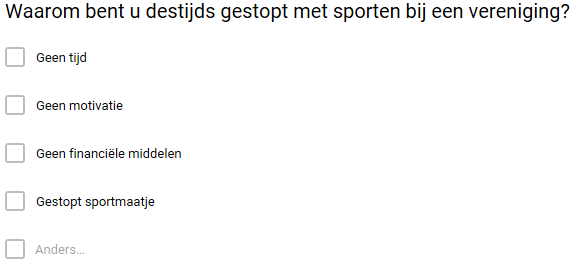 Waarom bent u destijds gestopt met sporten bij een vereniging?
Geen tijd
Geen motivatie
Geen financiële middelen
Gestopt sportmaatje
Anders...